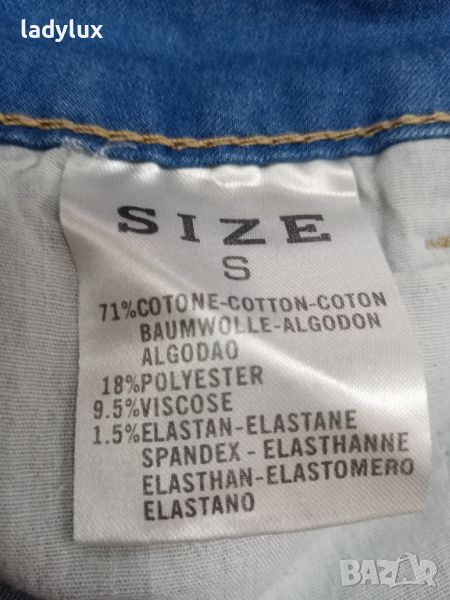 ladylux
SIZE
S
71%COTONE-COTTON-COTON
BAUMWOLLE-ALGODON
ALGODAO
18%POLYESTER
9.5%VISCOSE
1.5%ELASTAN-ELASTANE
SPANDEX - ELASTHANNE
ELASTHAN-ELASTOMERO
ELASTANO
BAZAR